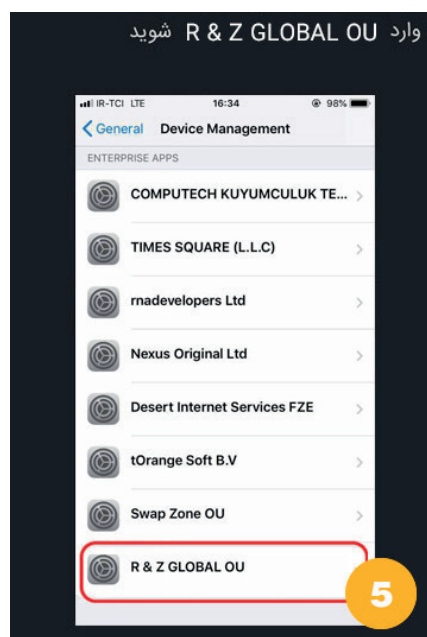 وارد R & Z GLOBAL OU شوید
IR-TCI LTE 16:34 98%
General Device Management
ENTERPRISE APPS
COMPUTECH KUYUMCULUK TE...
TIMES SQUARE (L.L.C)
rnadevelopers Ltd
Nexus Original Ltd
Desert Internet Services FZE
tOrange Soft B.V
Swap Zone OU
R & Z GLOBAL OU
5